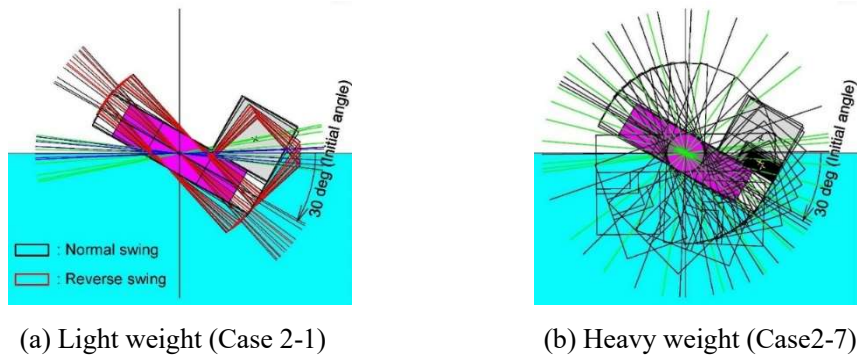 30 deg (Initial angle)
: Normal swing
: Reverse swing
(a) Light weight (Case 2-1)
30 deg (Initial angle)
(b) Heavy weight (Case2-7)